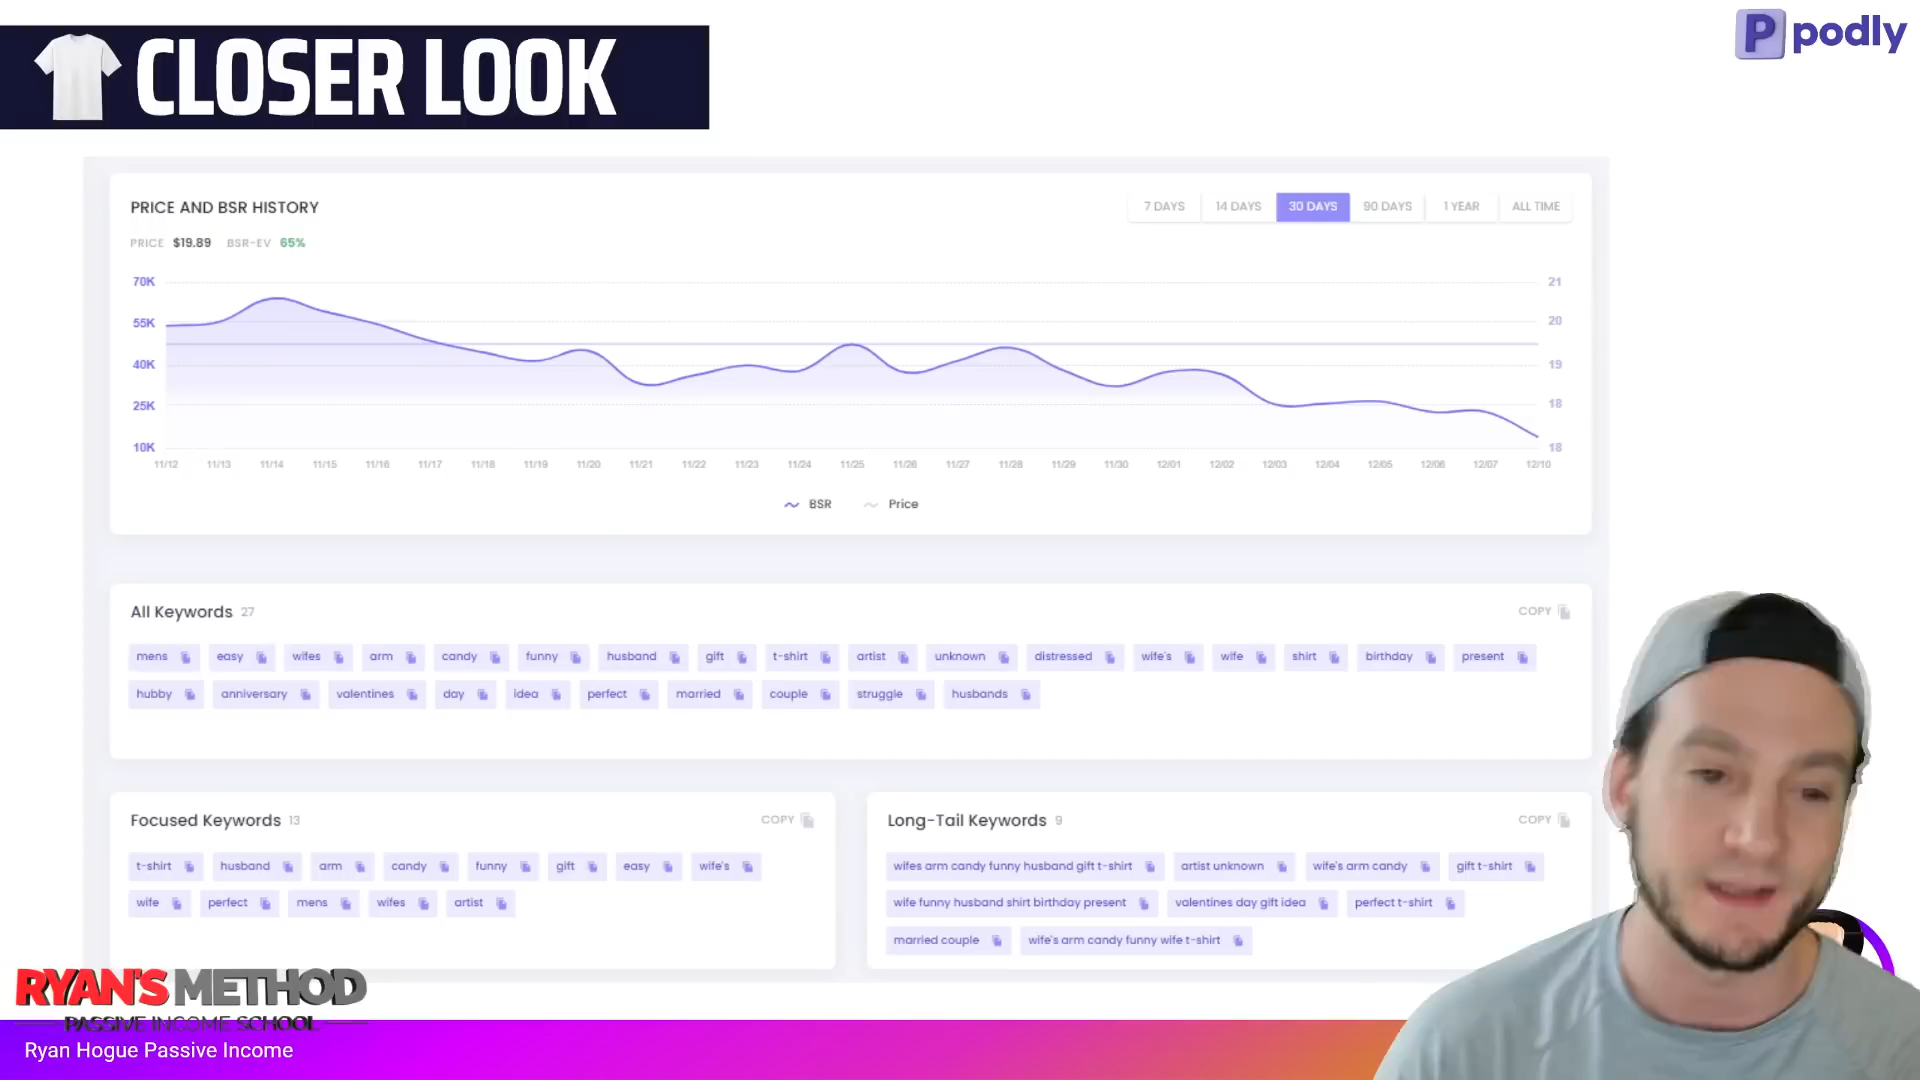 CLOSER LOOK
P podly
PRICE AND BSR HISTORY
7 DAYS 14 DAYS 30 DAYS 90 DAYS 1 YEAR ALL TIME
PRICE $19.89 BSR-EV 65%
70K 21
55K 20
40K 19
25K 18
10K 18
11/12 11/13 11/14 11/15 11/16 11/17 11/18 11/19 11/20 11/21 11/22 11/23 11/24 11/25 11/26 11/27 11/28 11/29 11/30 12/01 12/02 12/03 12/04 12/05 12/06 12/07 12/10
BSR Price
All Keywords 27 COPY
mens easy wifes arm candy funny husband gift t-shirt artist unknown distressed wife's wife shirt birthday present
hubby anniversary valentines day idea perfect married couple struggle husbands
Focused Keywords 13 COPY
t-shirt husband arm candy funny gift easy wife's
wife perfect mens wifes artist
Long-Tail Keywords 9 COPY
wifes arm candy funny husband gift t-shirt artist unknown wife's arm candy gift t-shirt
wife funny husband shirt birthday present valentines day gift idea perfect t-shirt
married couple wife's arm candy funny wife t-shirt
RYAN'S METHOD
PASSIVE INCOME SCHOOL
Ryan Hogue Passive Income